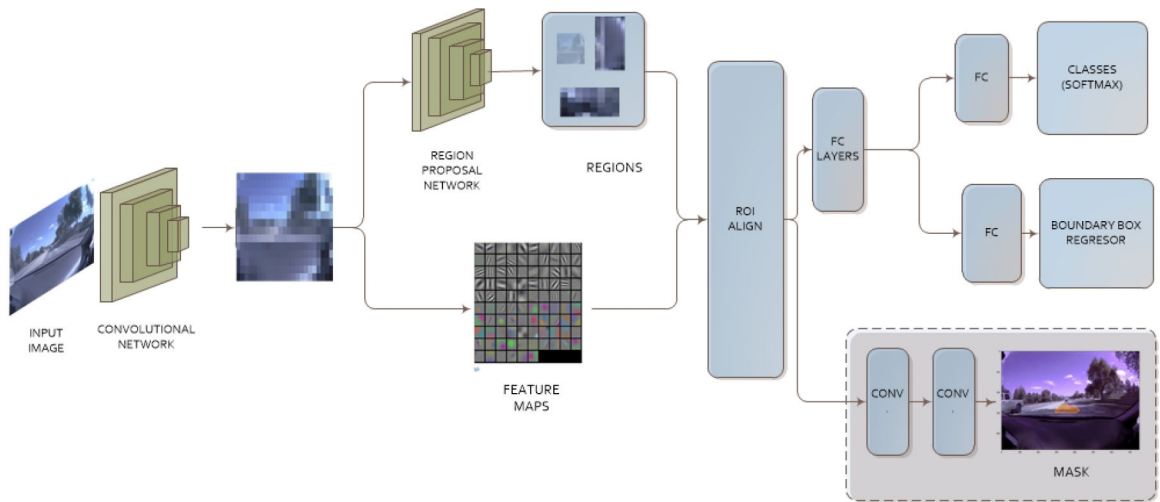 INPUT
IMAGE
CONVOLUTIONAL
NETWORK
REGION
PROPOSAL
NETWORK
REGIONS
FEATURE
MAPS
ROI
ALIGN
FC
LAYERS
FC
CLASSES
(SOFTMAX)
FC
BOUNDARY BOX
REGRESOR
CONV
CONV
MASK